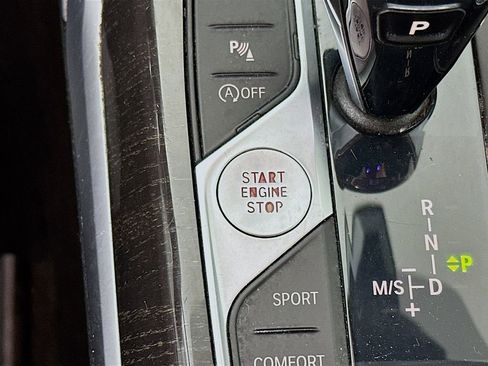 P
P
A OFF
START
ENGINE
STOP
R
N
P
M/S
D
+
SPORT
COMFORT